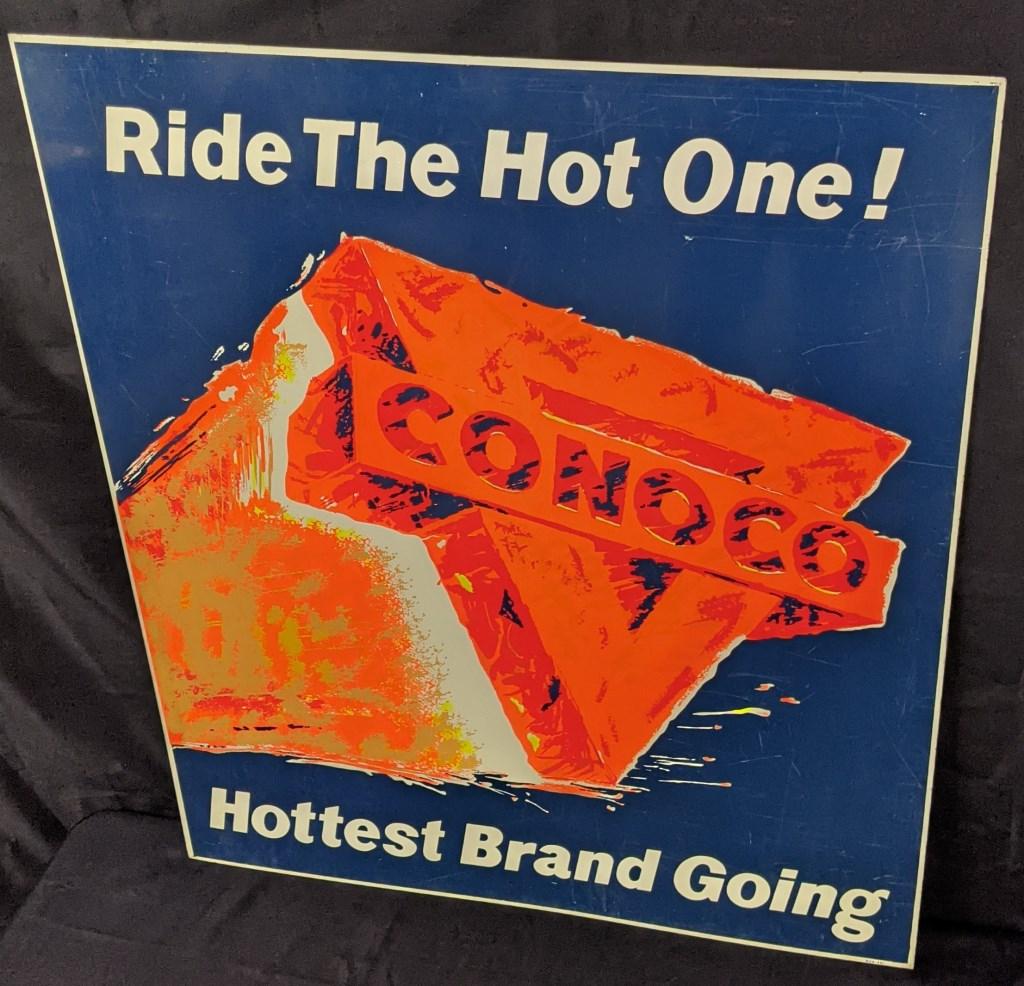 Ride The Hot One!
CONOCO
Hottest Brand Going